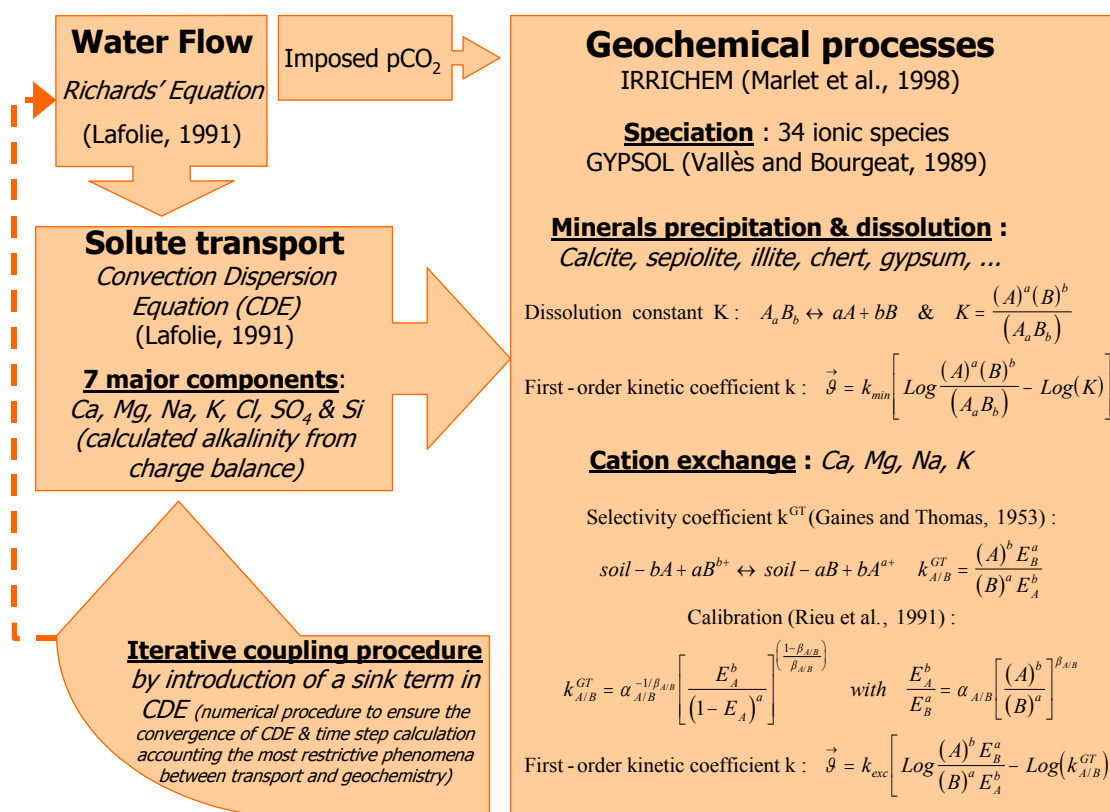 Water Flow
Richards' Equation
(Lafolie, 1991)
Imposed pCO₂
Solute transport
Convection Dispersion
Equation (CDE)
(Lafolie, 1991)
7 major components:
Ca, Mg, Na, K, Cl, SO₄ & Si
(calculated alkalinity from
charge balance)
Iterative coupling procedure
by introduction of a sink term in
CDE (numerical procedure to ensure the
convergence of CDE & time step calculation
accounting the most restrictive phenomena
between transport and geochemistry)
Geochemical processes
IRRICHEM (Marlet et al., 1998)
Speciation : 34 ionic species
GYPSOL (Vallès and Bourgeat, 1989)
Minerals precipitation & dissolution :
Calcite, sepiolite, illite, chert, gypsum, ...
Dissolution constant K : A_aB_b ↔ aA + bB & K = (A)^a (B)^b / (A_aB_b)
First-order kinetic coefficient k : ϑ⃗ = k_min [ Log (A)^a (B)^b / (A_aB_b) − Log(K) ]
Cation exchange : Ca, Mg, Na, K
Selectivity coefficient k^GT (Gaines and Thomas, 1953) :
soil − bA + aB^b+ ↔ soil − aB + bA^a+ k^GT_A/B = (A)^b E_B^a / (B)^a E_A^b
Calibration (Rieu et al., 1991) :
k^GT_A/B = α_A/B^(−1/β_A/B) [ E_A^b / (1 − E_A)^a ]^((1−β_A/B)/β_A/B) with E_A^b / E_B^a = α_A/B [ (A)^b / (B)^a ]^β_A/B
First-order kinetic coefficient k : ϑ⃗ = k_exc [ Log (A)^b E_B^a / (B)^a E_A^b − Log(k^GT_A/B) ]